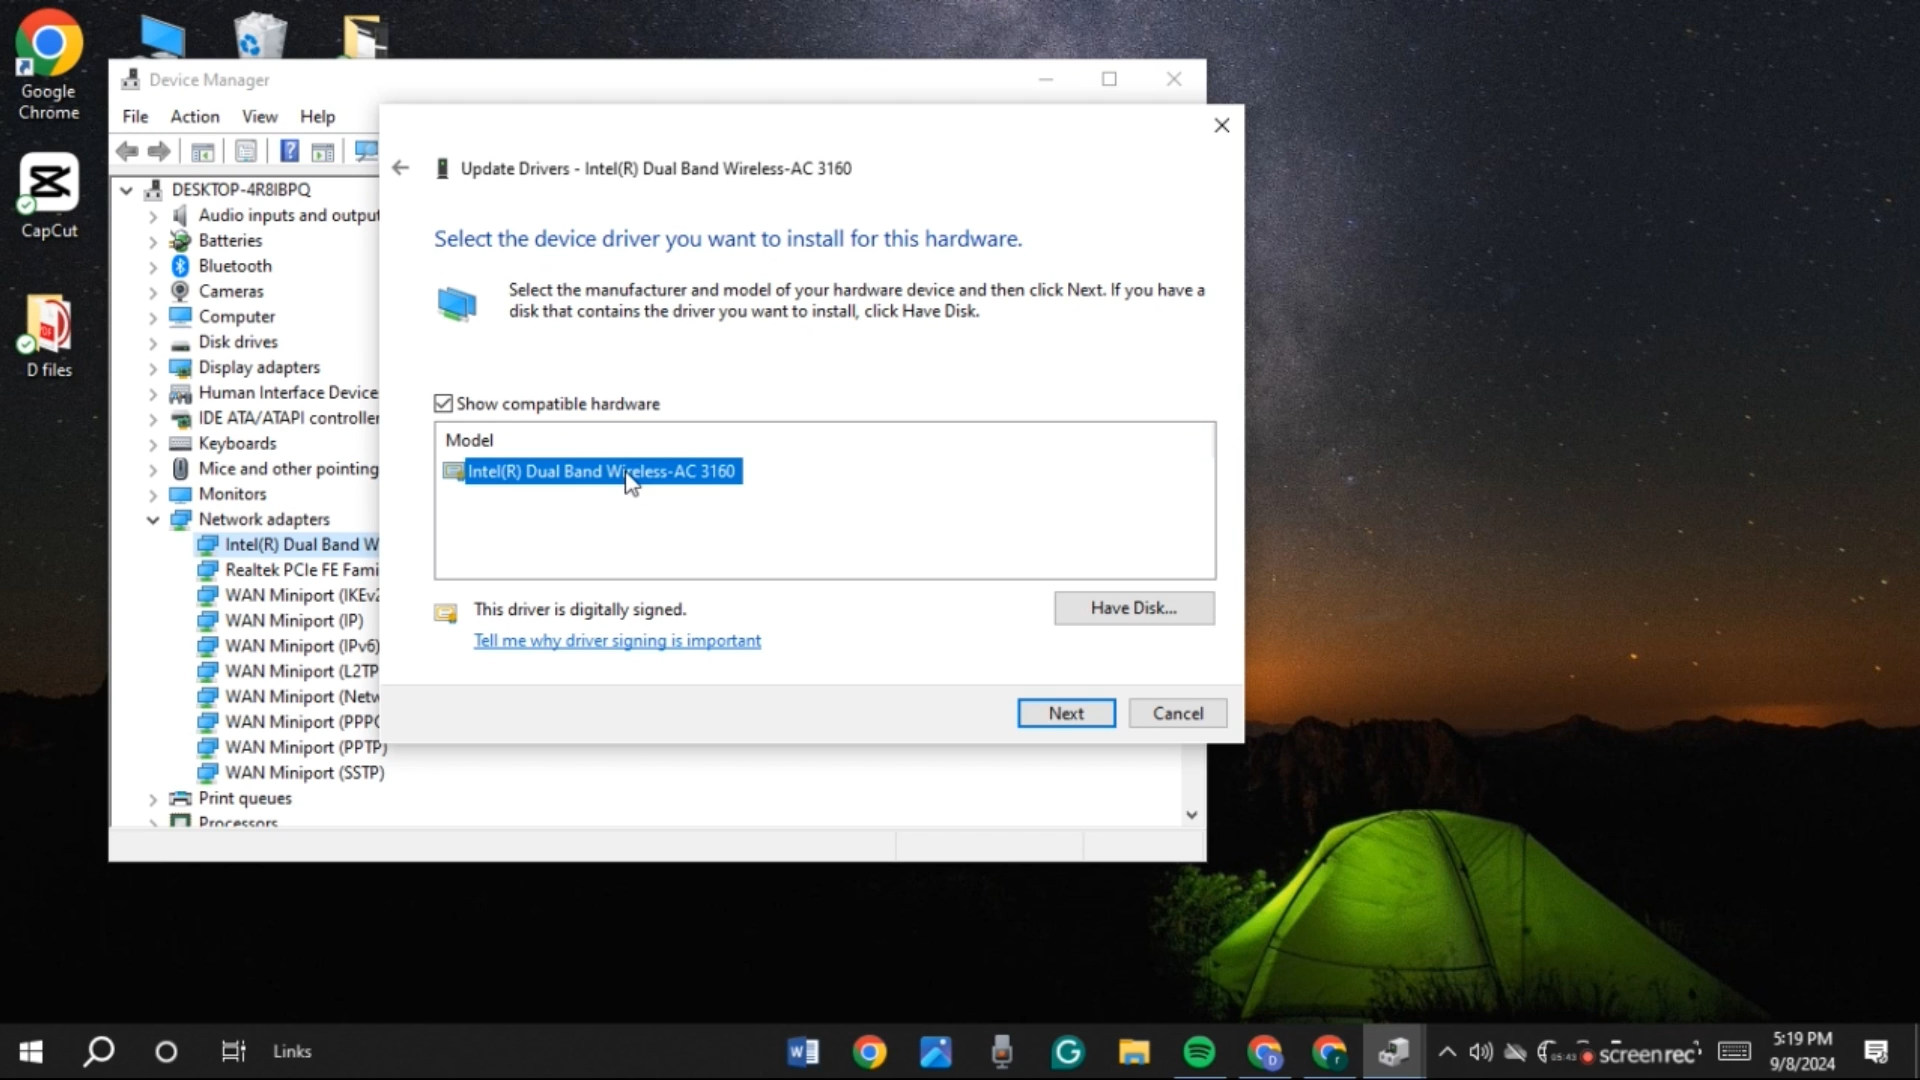 Google
Chrome
CapCut
D files
Device Manager
File Action View Help
DESKTOP-4R8IBPQ
Audio inputs and output
Batteries
Bluetooth
Cameras
Computer
Disk drives
Display adapters
Human Interface Device
IDE ATA/ATAPI controller
Keyboards
Mice and other pointing
Monitors
Network adapters
Intel(R) Dual Band W
Realtek PCIe FE Fami
WAN Miniport (IKEv2
WAN Miniport (IP)
WAN Miniport (IPv6)
WAN Miniport (L2TP
WAN Miniport (Netw
WAN Miniport (PPPO
WAN Miniport (PPTP)
WAN Miniport (SSTP)
Print queues
Processors
Update Drivers - Intel(R) Dual Band Wireless-AC 3160
Select the device driver you want to install for this hardware.
Select the manufacturer and model of your hardware device and then click Next. If you have a
disk that contains the driver you want to install, click Have Disk.
Show compatible hardware
Model
Intel(R) Dual Band Wireless-AC 3160
This driver is digitally signed.
Have Disk...
Tell me why driver signing is important
Next
Cancel
Links
05:43
screenrec
5:19 PM
9/8/2024